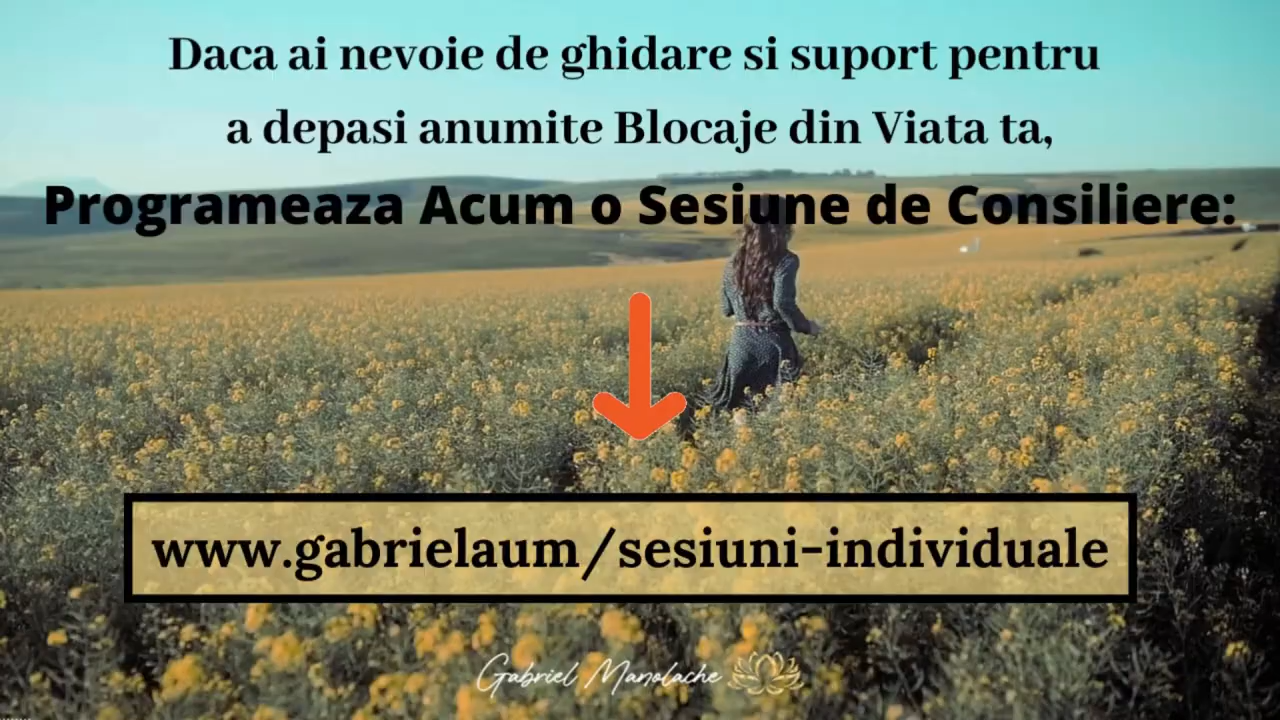 Daca ai nevoie de ghidare si suport pentru
a depasi anumite Blocaje din Viata ta,
Programeaza Acum o Sesiune de Consiliere:
www.gabrielaum/sesiuni-individuale
Gabriel Manolache